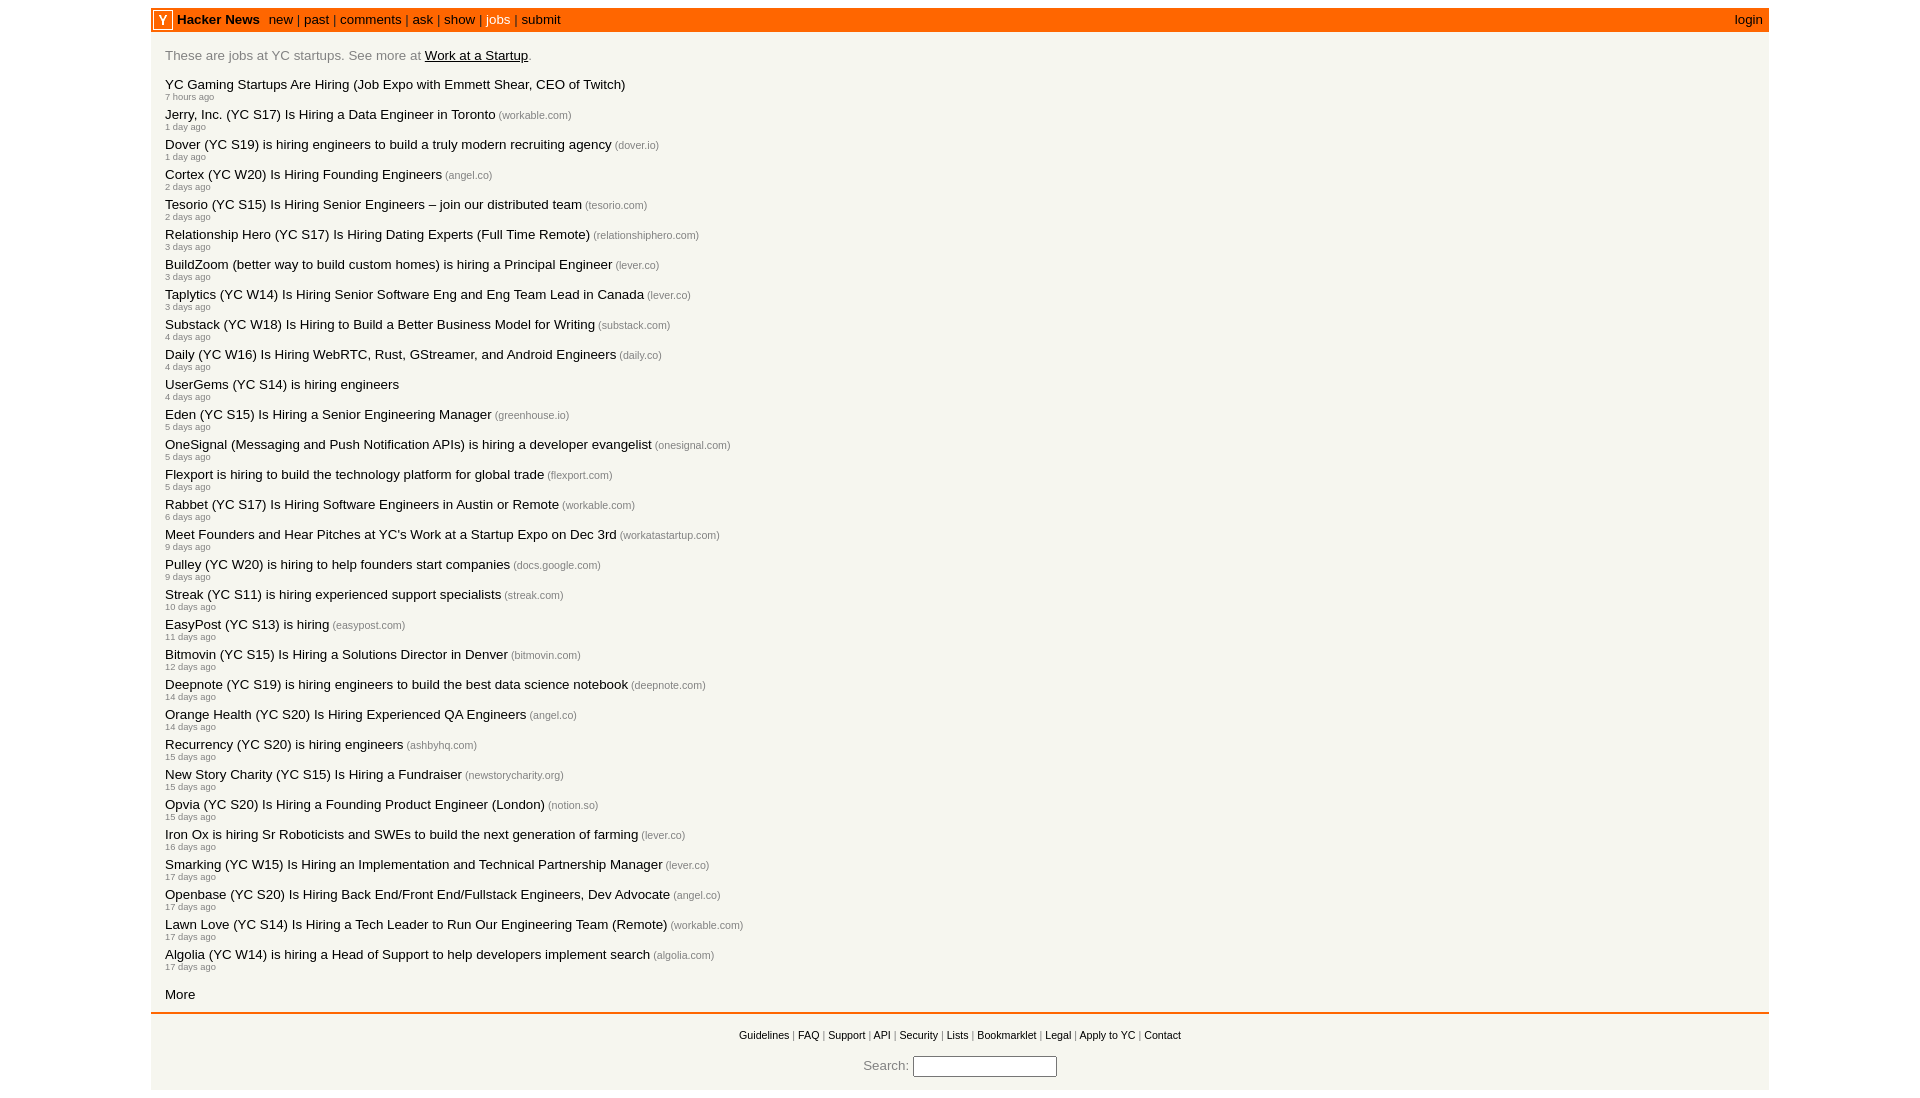 Y Hacker News new | past | comments | ask | show | jobs | submit login
These are jobs at YC startups. See more at Work at a Startup.
YC Gaming Startups Are Hiring (Job Expo with Emmett Shear, CEO of Twitch)
7 hours ago
Jerry, Inc. (YC S17) Is Hiring a Data Engineer in Toronto (workable.com)
1 day ago
Dover (YC S19) is hiring engineers to build a truly modern recruiting agency (dover.io)
1 day ago
Cortex (YC W20) Is Hiring Founding Engineers (angel.co)
2 days ago
Tesorio (YC S15) Is Hiring Senior Engineers – join our distributed team (tesorio.com)
2 days ago
Relationship Hero (YC S17) Is Hiring Dating Experts (Full Time Remote) (relationshiphero.com)
3 days ago
BuildZoom (better way to build custom homes) is hiring a Principal Engineer (lever.co)
3 days ago
Taplytics (YC W14) Is Hiring Senior Software Eng and Eng Team Lead in Canada (lever.co)
3 days ago
Substack (YC W18) Is Hiring to Build a Better Business Model for Writing (substack.com)
4 days ago
Daily (YC W16) Is Hiring WebRTC, Rust, GStreamer, and Android Engineers (daily.co)
4 days ago
UserGems (YC S14) is hiring engineers
4 days ago
Eden (YC S15) Is Hiring a Senior Engineering Manager (greenhouse.io)
5 days ago
OneSignal (Messaging and Push Notification APIs) is hiring a developer evangelist (onesignal.com)
5 days ago
Flexport is hiring to build the technology platform for global trade (flexport.com)
5 days ago
Rabbet (YC S17) Is Hiring Software Engineers in Austin or Remote (workable.com)
6 days ago
Meet Founders and Hear Pitches at YC's Work at a Startup Expo on Dec 3rd (workatastartup.com)
9 days ago
Pulley (YC W20) is hiring to help founders start companies (docs.google.com)
9 days ago
Streak (YC S11) is hiring experienced support specialists (streak.com)
10 days ago
EasyPost (YC S13) is hiring (easypost.com)
11 days ago
Bitmovin (YC S15) Is Hiring a Solutions Director in Denver (bitmovin.com)
12 days ago
Deepnote (YC S19) is hiring engineers to build the best data science notebook (deepnote.com)
14 days ago
Orange Health (YC S20) Is Hiring Experienced QA Engineers (angel.co)
14 days ago
Recurrency (YC S20) is hiring engineers (ashbyhq.com)
15 days ago
New Story Charity (YC S15) Is Hiring a Fundraiser (newstorycharity.org)
15 days ago
Opvia (YC S20) Is Hiring a Founding Product Engineer (London) (notion.so)
15 days ago
Iron Ox is hiring Sr Roboticists and SWEs to build the next generation of farming (lever.co)
16 days ago
Smarking (YC W15) Is Hiring an Implementation and Technical Partnership Manager (lever.co)
17 days ago
Openbase (YC S20) Is Hiring Back End/Front End/Fullstack Engineers, Dev Advocate (angel.co)
17 days ago
Lawn Love (YC S14) Is Hiring a Tech Leader to Run Our Engineering Team (Remote) (workable.com)
17 days ago
Algolia (YC W14) is hiring a Head of Support to help developers implement search (algolia.com)
17 days ago
More
Guidelines | FAQ | Support | API | Security | Lists | Bookmarklet | Legal | Apply to YC | Contact
Search: